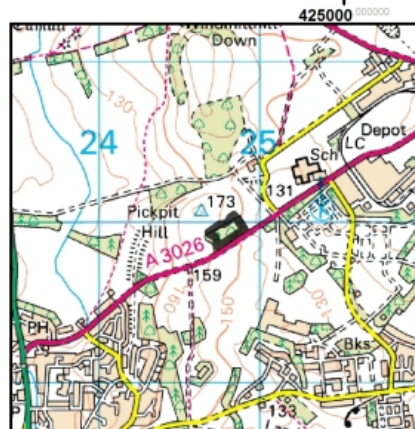 425000 000000
Down
130
24
25
Depot
LC
Sch
173
131
Pickpit
Hill
A 3026
159
160
150
130
PH
Bks
133
P